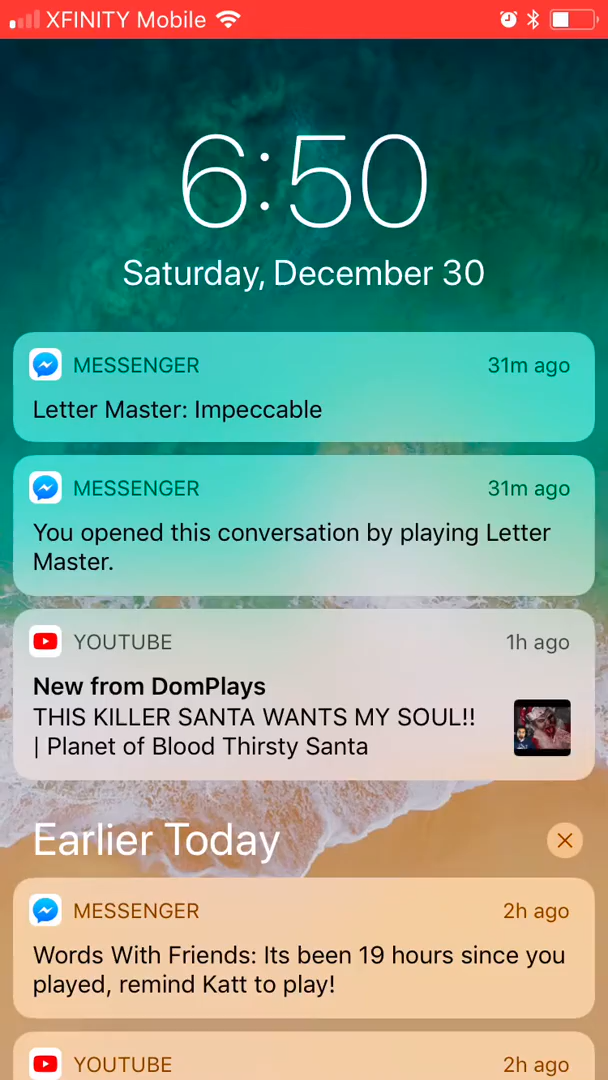 XFINITY Mobile
6:50
Saturday, December 30
MESSENGER 31m ago
Letter Master: Impeccable
MESSENGER 31m ago
You opened this conversation by playing Letter
Master.
YOUTUBE 1h ago
New from DomPlays
THIS KILLER SANTA WANTS MY SOUL!!
| Planet of Blood Thirsty Santa
Earlier Today
MESSENGER 2h ago
Words With Friends: Its been 19 hours since you
played, remind Katt to play!
YOUTUBE 2h ago